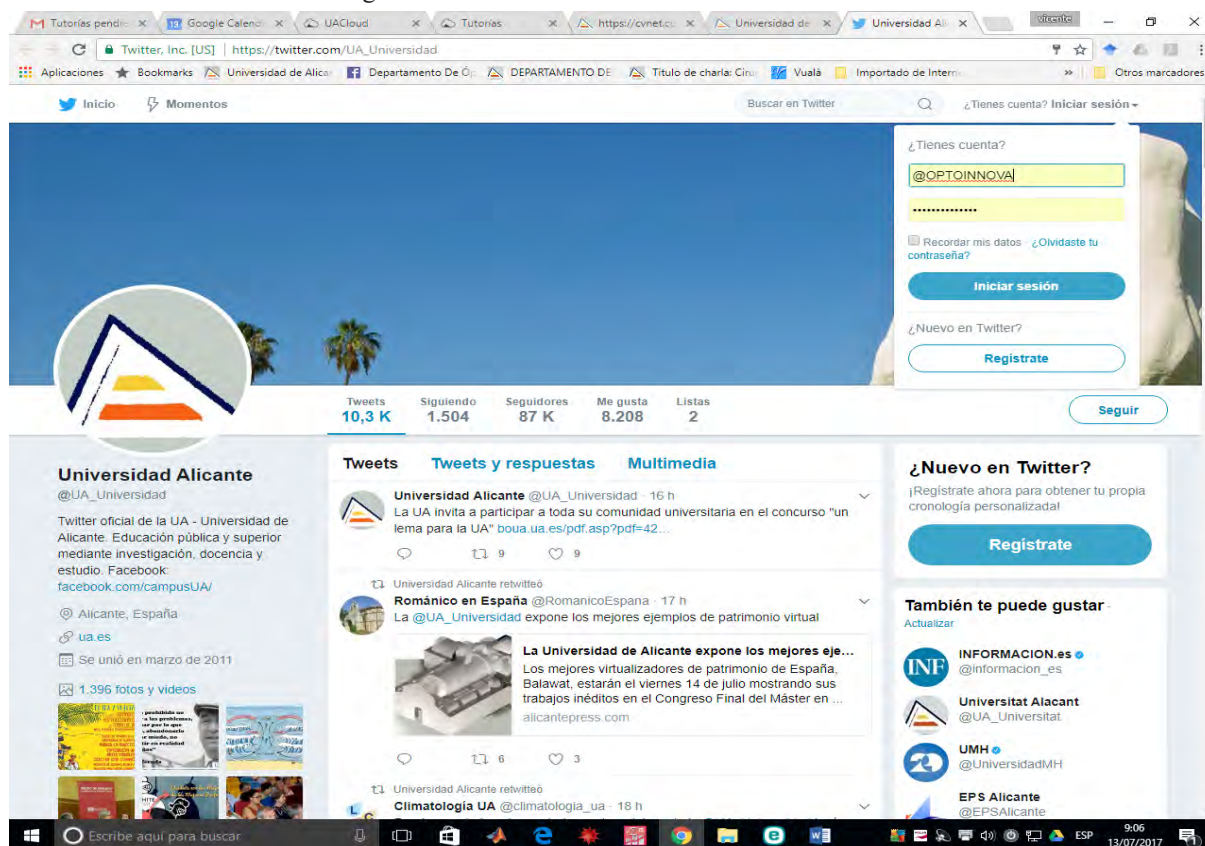 Tutorías pendie
Google Calend
UACloud
Tutorías
https://cvnet.c
Universidad de
Universidad Ali
vicente
Twitter, Inc. [US] | https://twitter.com/UA_Universidad
Aplicaciones
Bookmarks
Universidad de Alica
Departamento De Óp
DEPARTAMENTO DE
Titulo de charla: Ciru
Vualá
Importado de Intern
»
Otros marcadores
Inicio
Momentos
Buscar en Twitter
¿Tienes cuenta? Iniciar sesión
¿Tienes cuenta?
@OPTOINNOVA
Recordar mis datos · ¿Olvidaste tu
contraseña?
Iniciar sesión
¿Nuevo en Twitter?
Regístrate
Tweets
Siguiendo
Seguidores
Me gusta
Listas
10,3 K
1.504
87 K
8.208
2
Seguir
Universidad Alicante
@UA_Universidad
Twitter oficial de la UA - Universidad de
Alicante. Educación pública y superior
mediante investigación, docencia y
estudio. Facebook:
facebook.com/campusUA/
Alicante, España
ua.es
Se unió en marzo de 2011
1.396 fotos y videos
Tweets
Tweets y respuestas
Multimedia
Universidad Alicante @UA_Universidad · 16 h
La UA invita a participar a toda su comunidad universitaria en el concurso "un
lema para la UA" boua.ua.es/pdf.asp?pdf=42...
9
9
Universidad Alicante retwitteó
Románico en España @RomanicoEspana · 17 h
La @UA_Universidad expone los mejores ejemplos de patrimonio virtual
La Universidad de Alicante expone los mejores eje...
Los mejores virtualizadores de patrimonio de España,
Balawat, estarán el viernes 14 de julio mostrando sus
trabajos inéditos en el Congreso Final del Máster en ...
alicantepress.com
6
3
Universidad Alicante retwitteó
Climatología UA @climatologia_ua · 18 h
¿Nuevo en Twitter?
¡Regístrate ahora para obtener tu propia
cronología personalizada!
Regístrate
También te puede gustar ·
Actualizar
INF
INFORMACION.es
@informacion_es
Universitat Alacant
@UA_Universitat
UMH
@UniversidadMH
EPS Alicante
@EPSAlicante
Escribe aquí para buscar
ESP
9:06
13/07/2017